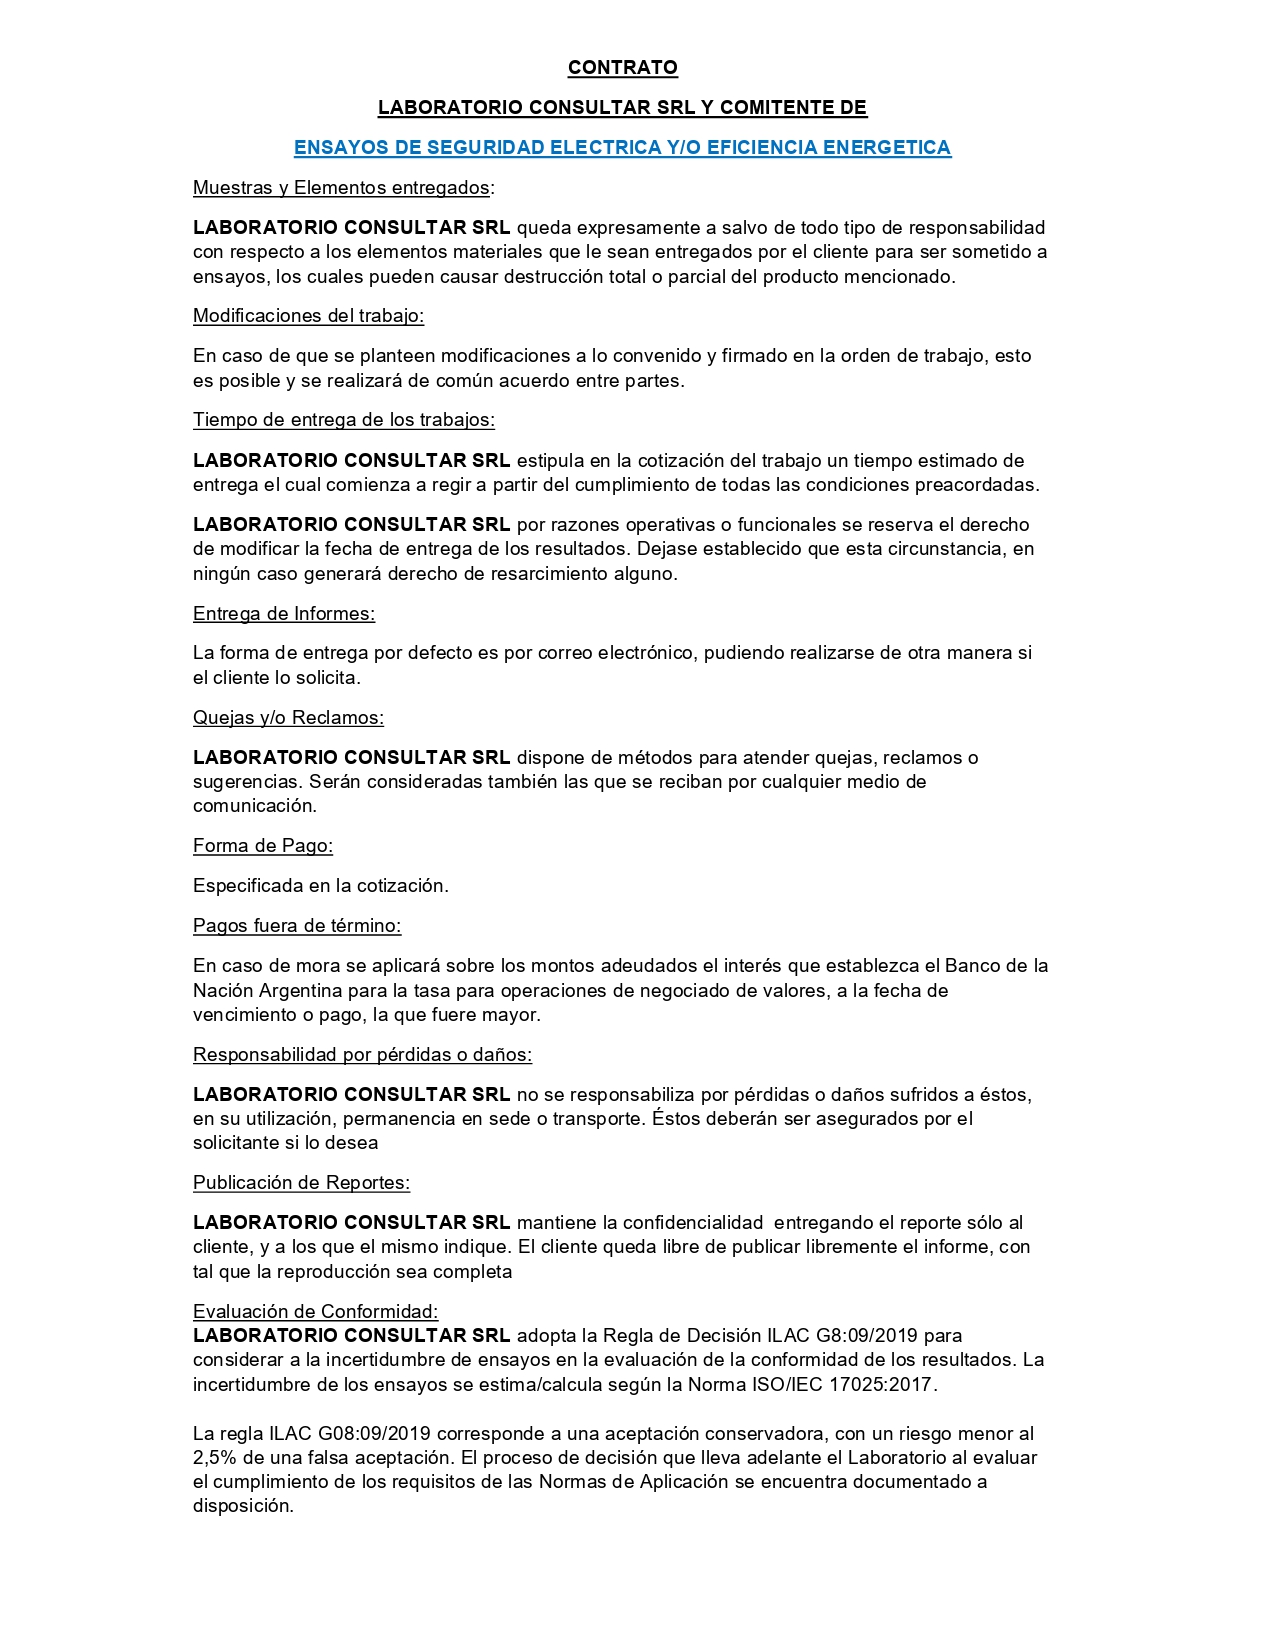 CONTRATO
LABORATORIO CONSULTAR SRL Y COMITENTE DE
ENSAYOS DE SEGURIDAD ELECTRICA Y/O EFICIENCIA ENERGETICA
Muestras y Elementos entregados:
LABORATORIO CONSULTAR SRL queda expresamente a salvo de todo tipo de responsabilidad
con respecto a los elementos materiales que le sean entregados por el cliente para ser sometido a
ensayos, los cuales pueden causar destrucción total o parcial del producto mencionado.
Modificaciones del trabajo:
En caso de que se planteen modificaciones a lo convenido y firmado en la orden de trabajo, esto
es posible y se realizará de común acuerdo entre partes.
Tiempo de entrega de los trabajos:
LABORATORIO CONSULTAR SRL estipula en la cotización del trabajo un tiempo estimado de
entrega el cual comienza a regir a partir del cumplimiento de todas las condiciones preacordadas.
LABORATORIO CONSULTAR SRL por razones operativas o funcionales se reserva el derecho
de modificar la fecha de entrega de los resultados. Dejase establecido que esta circunstancia, en
ningún caso generará derecho de resarcimiento alguno.
Entrega de Informes:
La forma de entrega por defecto es por correo electrónico, pudiendo realizarse de otra manera si
el cliente lo solicita.
Quejas y/o Reclamos:
LABORATORIO CONSULTAR SRL dispone de métodos para atender quejas, reclamos o
sugerencias. Serán consideradas también las que se reciban por cualquier medio de
comunicación.
Forma de Pago:
Especificada en la cotización.
Pagos fuera de término:
En caso de mora se aplicará sobre los montos adeudados el interés que establezca el Banco de la
Nación Argentina para la tasa para operaciones de negociado de valores, a la fecha de
vencimiento o pago, la que fuere mayor.
Responsabilidad por pérdidas o daños:
LABORATORIO CONSULTAR SRL no se responsabiliza por pérdidas o daños sufridos a éstos,
en su utilización, permanencia en sede o transporte. Éstos deberán ser asegurados por el
solicitante si lo desea
Publicación de Reportes:
LABORATORIO CONSULTAR SRL mantiene la confidencialidad  entregando el reporte sólo al
cliente, y a los que el mismo indique. El cliente queda libre de publicar libremente el informe, con
tal que la reproducción sea completa
Evaluación de Conformidad:
LABORATORIO CONSULTAR SRL adopta la Regla de Decisión ILAC G8:09/2019 para
considerar a la incertidumbre de ensayos en la evaluación de la conformidad de los resultados. La
incertidumbre de los ensayos se estima/calcula según la Norma ISO/IEC 17025:2017.
La regla ILAC G08:09/2019 corresponde a una aceptación conservadora, con un riesgo menor al
2,5% de una falsa aceptación. El proceso de decisión que lleva adelante el Laboratorio al evaluar
el cumplimiento de los requisitos de las Normas de Aplicación se encuentra documentado a
disposición.